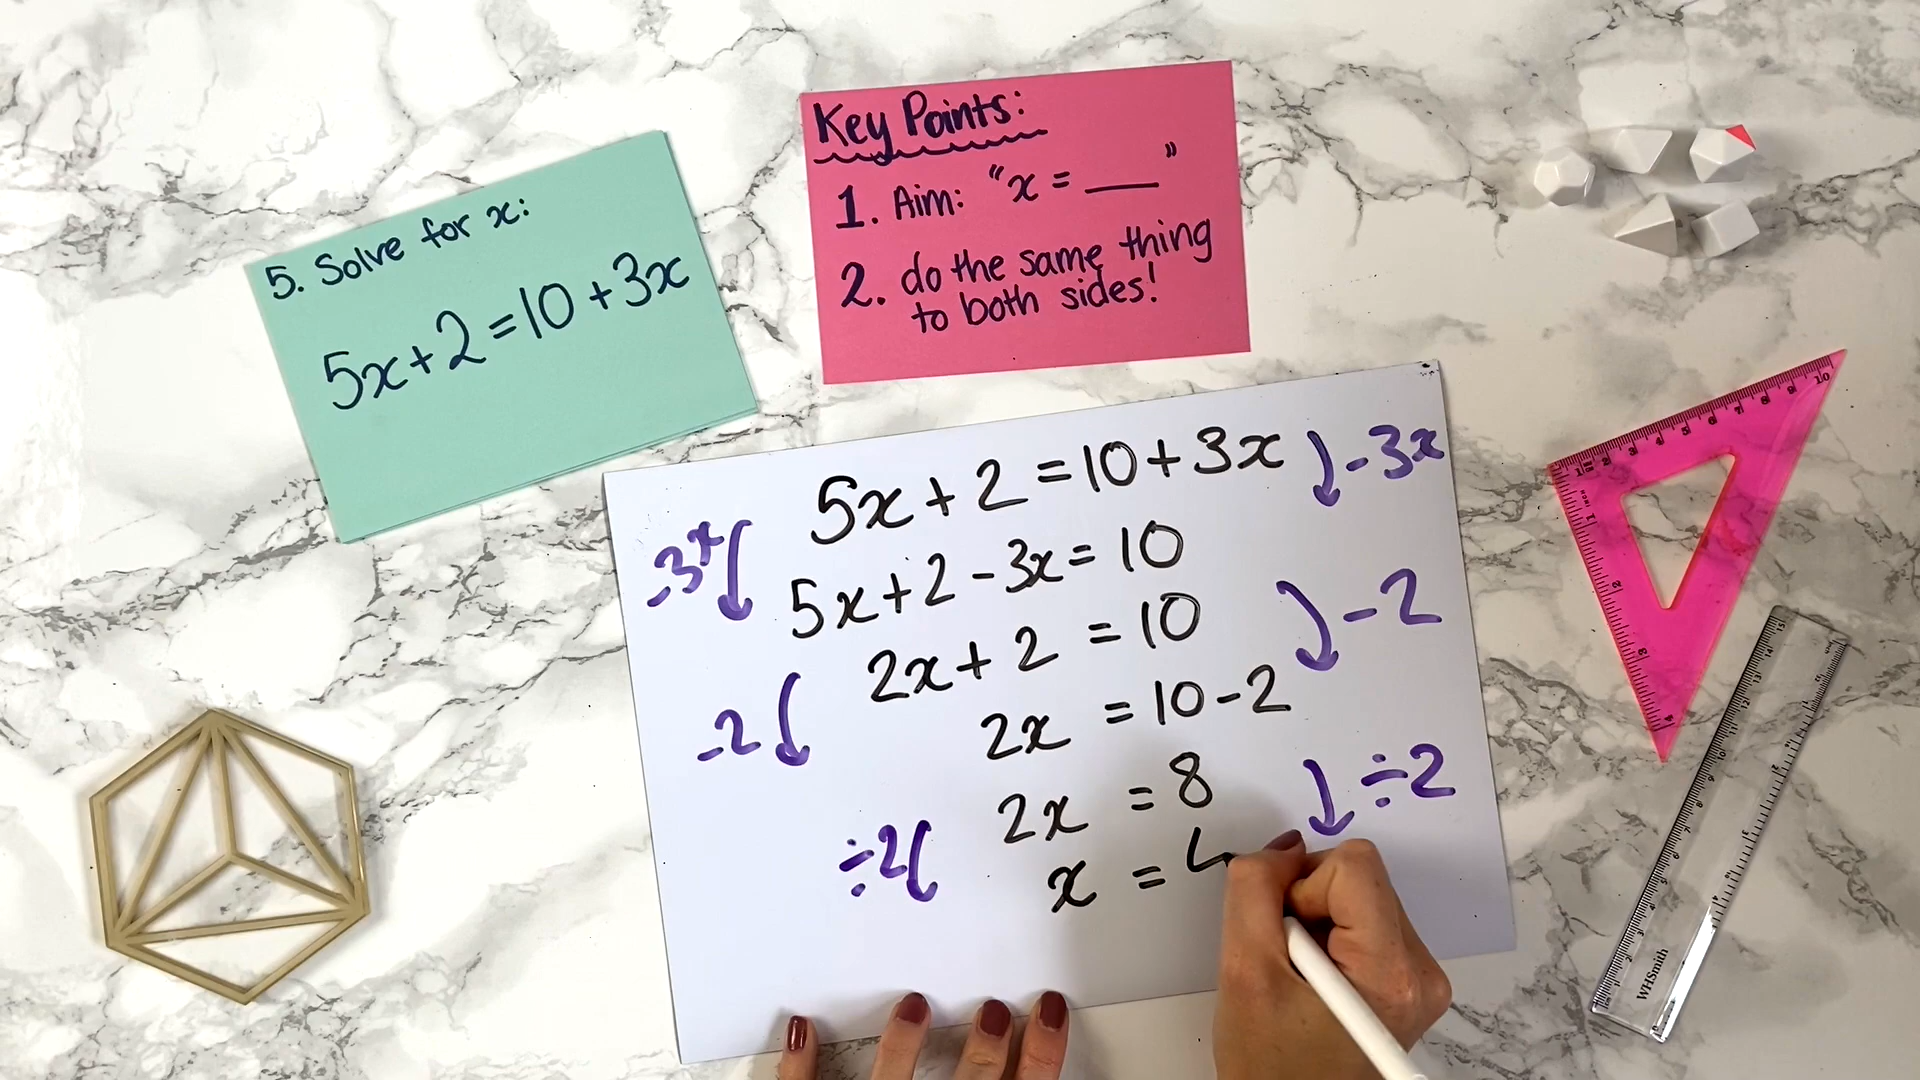 5. Solve for x:
5x+2=10+3x
Key Points:
1. Aim: "x = ___"
2. do the same thing
to both sides!
5x+2=10+3x
-3x
-3x
5x+2-3x=10
2x+2=10
-2
-2
2x=10-2
2x=8
÷2
÷2
x=4
WHSmith